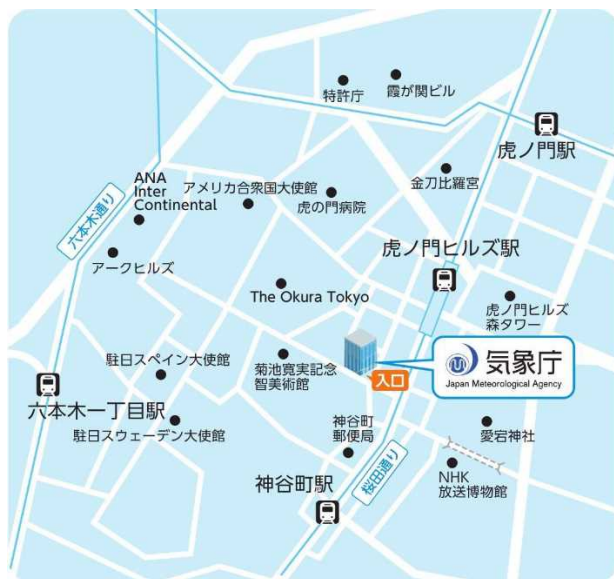 特許庁
霞が関ビル
虎ノ門駅
ANA
Inter
Continental
アメリカ合衆国大使館
虎の門病院
金刀比羅宮
六本木通り
アークヒルズ
虎ノ門ヒルズ駅
The Okura Tokyo
虎ノ門ヒルズ
森タワー
駐日スペイン大使館
菊池寛実記念
智美術館
入口
気象庁
Japan Meteorological Agency
六本木一丁目駅
駐日スウェーデン大使館
神谷町
郵便局
愛宕神社
桜田通り
NHK
放送博物館
神谷町駅